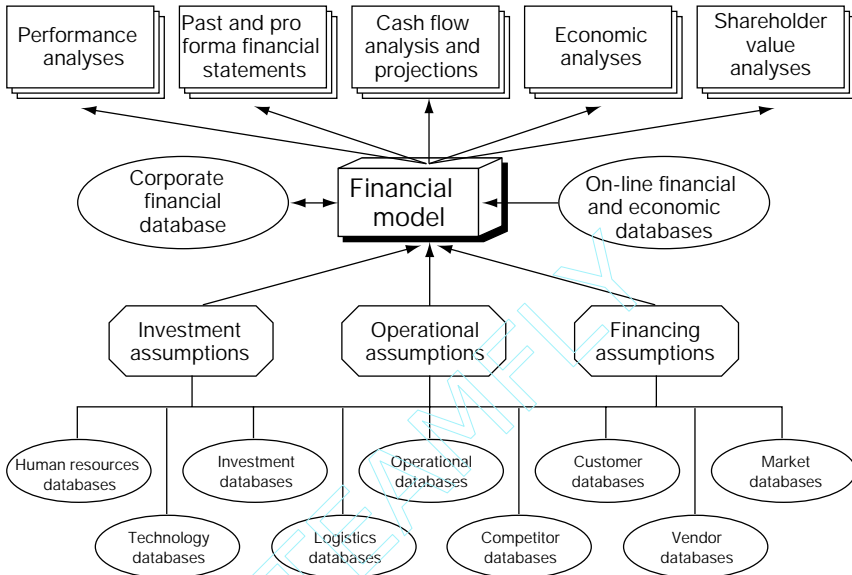 Performance
analyses
Past and pro
forma financial
statements
Cash flow
analysis and
projections
Economic
analyses
Shareholder
value
analyses
Corporate
financial
database
Financial
model
On-line financial
and economic
databases
Investment
assumptions
Operational
assumptions
Financing
assumptions
Human resources
databases
Investment
databases
Operational
databases
Customer
databases
Market
databases
Technology
databases
Logistics
databases
Competitor
databases
Vendor
databases
TEAMFLY